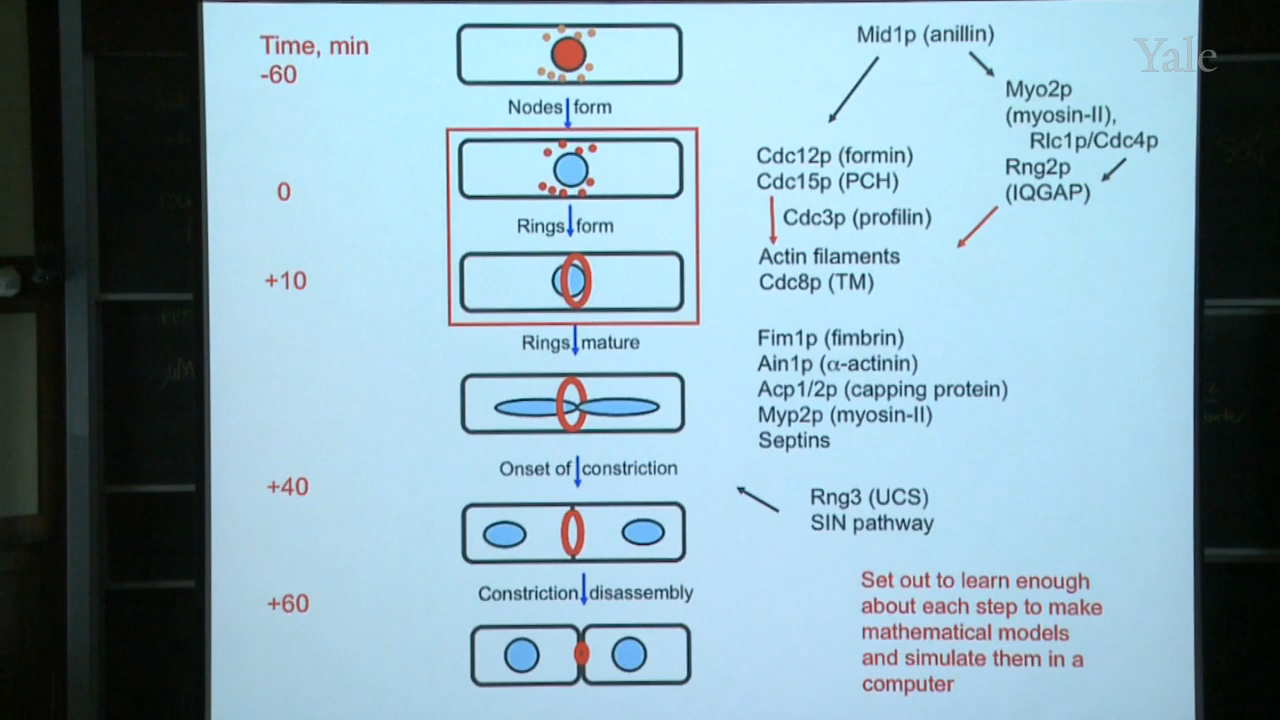 Time, min
-60
Nodes form
0
Rings form
+10
Rings mature
Onset of constriction
+40
Constriction disassembly
+60
Mid1p (anillin)
Yale
Myo2p
(myosin-II),
Rlc1p/Cdc4p
Rng2p
(IQGAP)
Cdc12p (formin)
Cdc15p (PCH)
Cdc3p (profilin)
Actin filaments
Cdc8p (TM)
Fim1p (fimbrin)
Ain1p (α-actinin)
Acp1/2p (capping protein)
Myp2p (myosin-II)
Septins
Rng3 (UCS)
SIN pathway
Set out to learn enough
about each step to make
mathematical models
and simulate them in a
computer